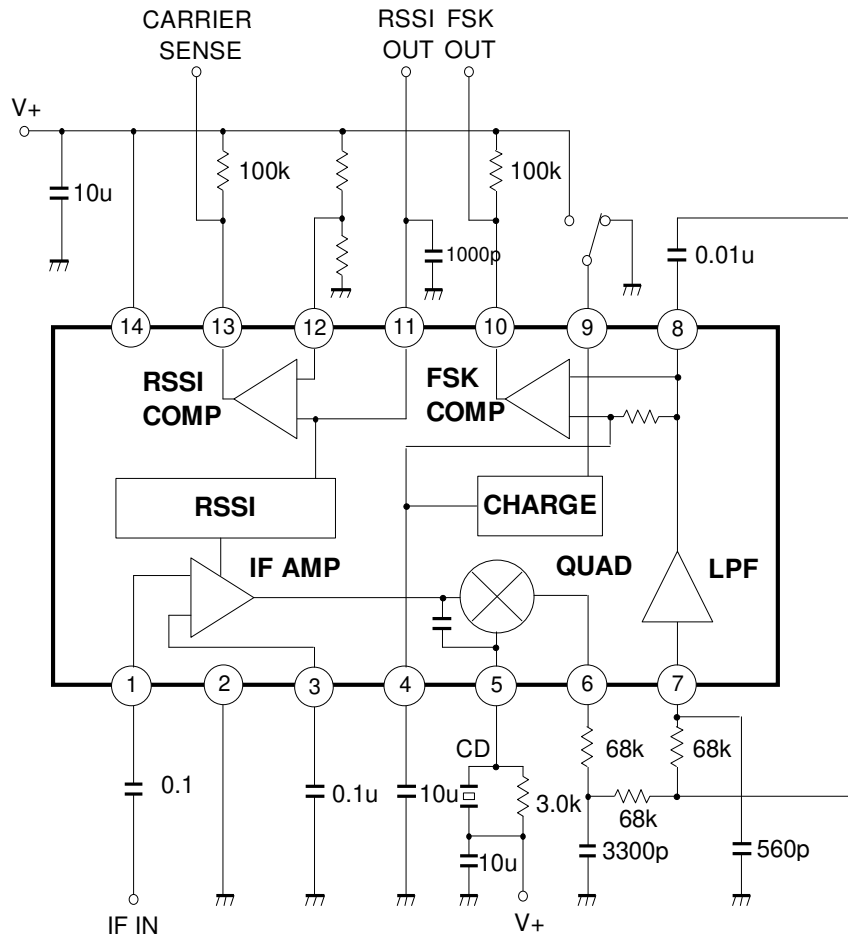 CARRIER SENSE
RSSI OUT
FSK OUT
V+
10u
100k
1000p
100k
0.01u
14
13
12
11
10
9
8
RSSI COMP
FSK COMP
RSSI
CHARGE
IF AMP
QUAD
LPF
1
2
3
4
5
6
7
0.1
0.1u
10u
CD
3.0k
10u
68k
68k
68k
3300p
560p
IF IN
V+